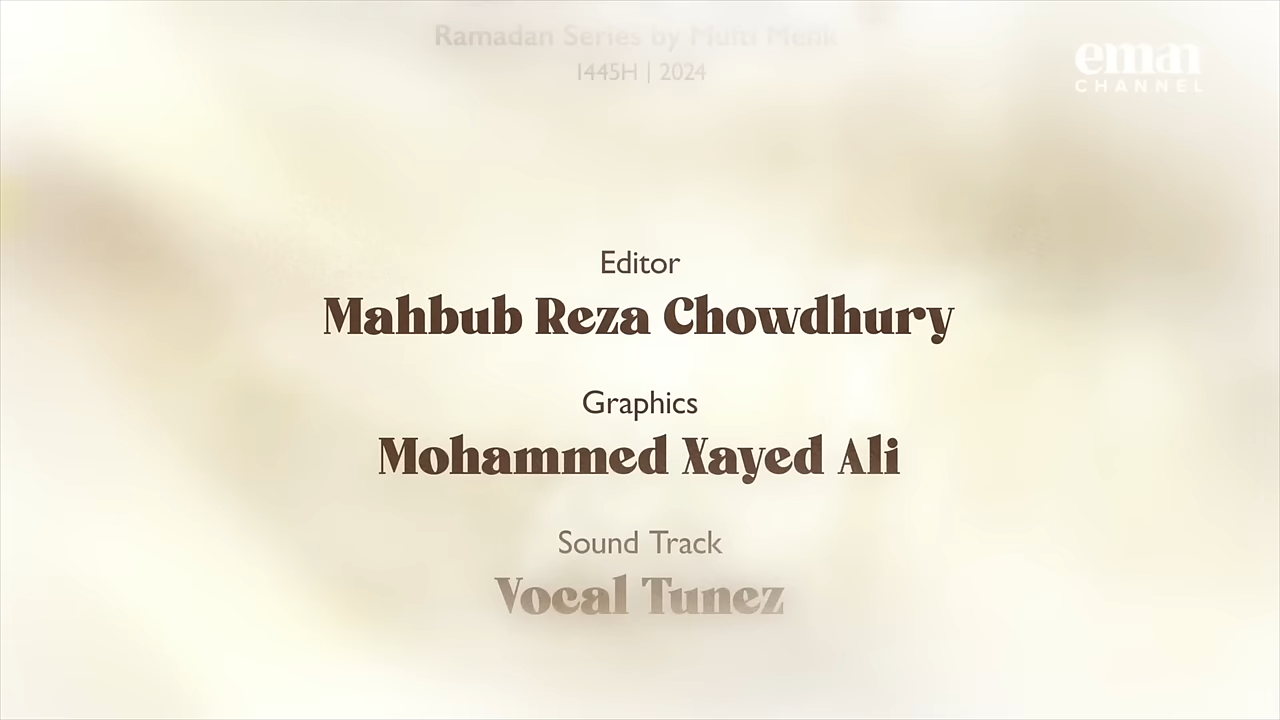 Ramadan Series by Mufti Menk
1445H | 2024
eman
CHANNEL
Editor
Mahbub Reza Chowdhury
Graphics
Mohammed Xayed Ali
Sound Track
Vocal Tunez